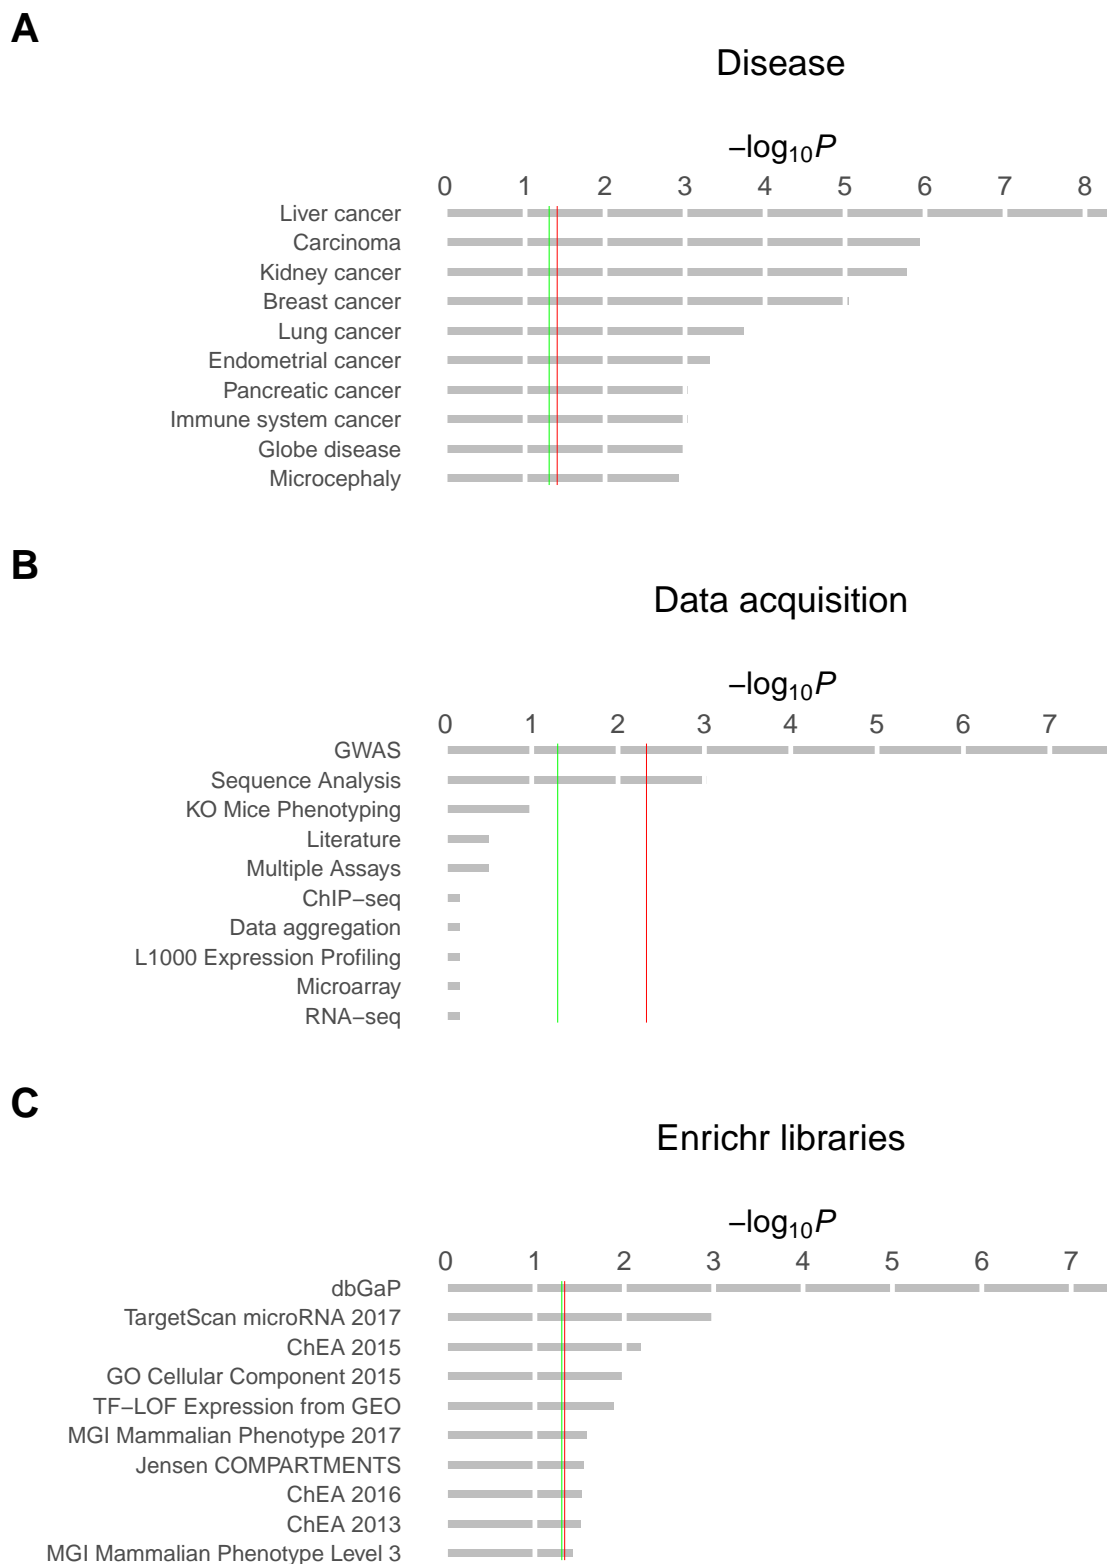 A
Disease
−log10P
0 1 2 3 4 5 6 7 8
Liver cancer
Carcinoma
Kidney cancer
Breast cancer
Lung cancer
Endometrial cancer
Pancreatic cancer
Immune system cancer
Globe disease
Microcephaly
B
Data acquisition
−log10P
0 1 2 3 4 5 6 7
GWAS
Sequence Analysis
KO Mice Phenotyping
Literature
Multiple Assays
ChIP−seq
Data aggregation
L1000 Expression Profiling
Microarray
RNA−seq
C
Enrichr libraries
−log10P
0 1 2 3 4 5 6 7
dbGaP
TargetScan microRNA 2017
ChEA 2015
GO Cellular Component 2015
TF−LOF Expression from GEO
MGI Mammalian Phenotype 2017
Jensen COMPARTMENTS
ChEA 2016
ChEA 2013
MGI Mammalian Phenotype Level 3